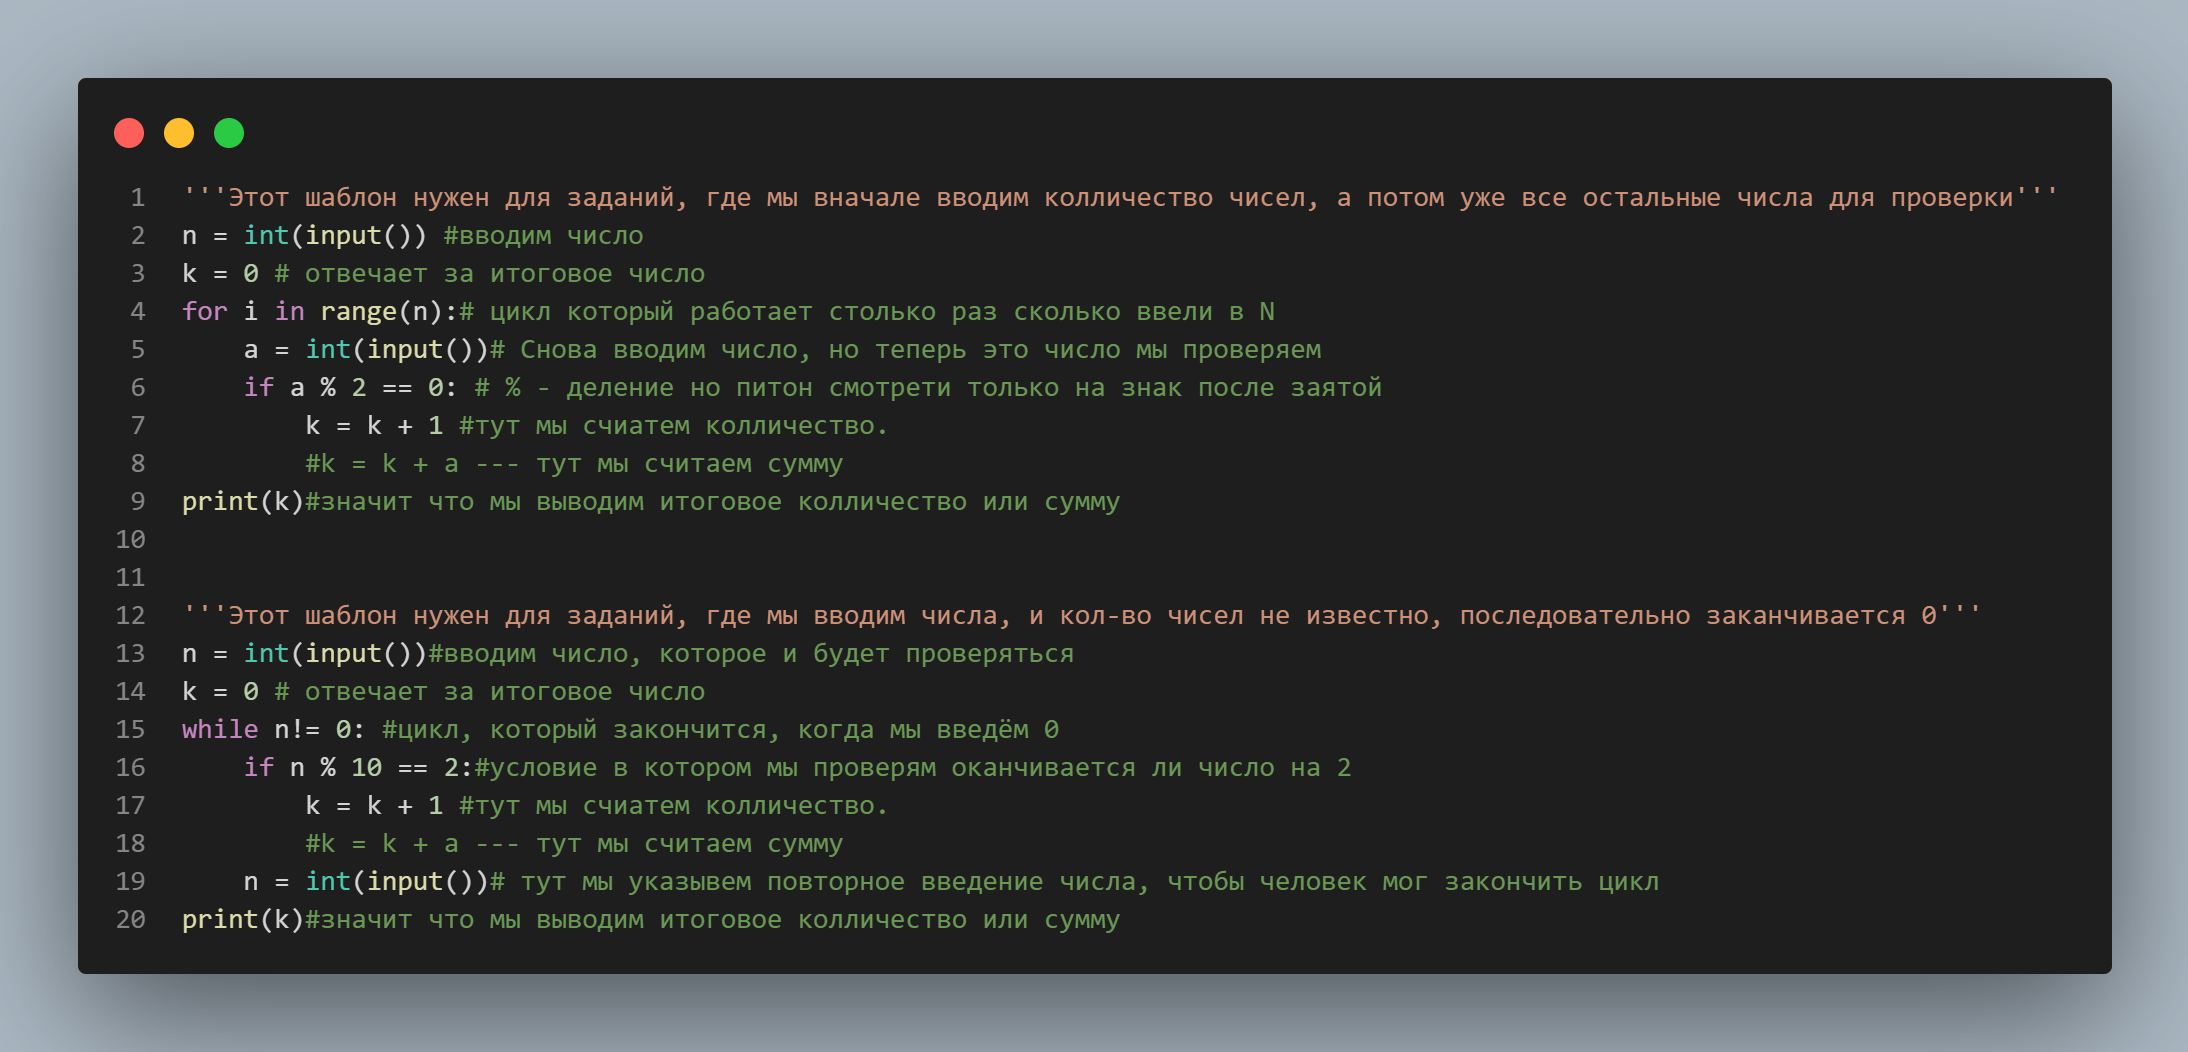 1 '''Этот шаблон нужен для заданий, где мы вначале вводим колличество чисел, а потом уже все остальные числа для проверки'''
2 n = int(input()) #вводим число
3 k = 0 # отвечает за итоговое число
4 for i in range(n):# цикл который работает столько раз сколько ввели в N
5     a = int(input())# Снова вводим число, но теперь это число мы проверяем
6     if a % 2 == 0: # % - деление но питон смотрети только на знак после заятой
7         k = k + 1 #тут мы счиатем колличество.
8         #k = k + a --- тут мы считаем сумму
9 print(k)#значит что мы выводим итоговое колличество или сумму
10
11
12 '''Этот шаблон нужен для заданий, где мы вводим числа, и кол-во чисел не известно, последовательно заканчивается 0'''
13 n = int(input())#вводим число, которое и будет проверяться
14 k = 0 # отвечает за итоговое число
15 while n!= 0: #цикл, который закончится, когда мы введём 0
16     if n % 10 == 2:#условие в котором мы проверям оканчивается ли число на 2
17         k = k + 1 #тут мы счиатем колличество.
18         #k = k + a --- тут мы считаем сумму
19     n = int(input())# тут мы указывем повторное введение числа, чтобы человек мог закончить цикл
20 print(k)#значит что мы выводим итоговое колличество или сумму